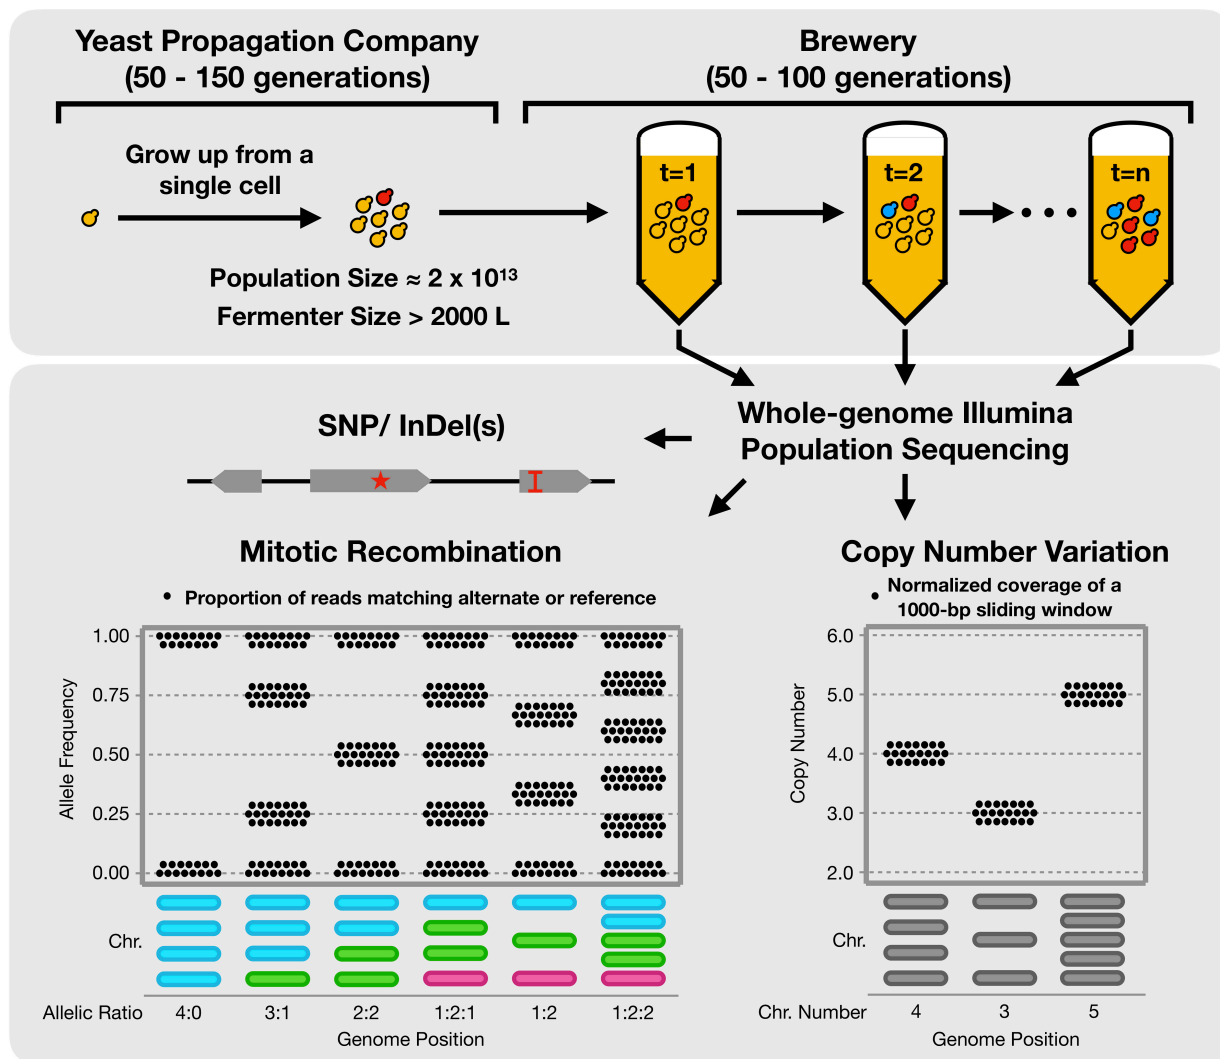 Yeast Propagation Company
(50 - 150 generations)
Brewery
(50 - 100 generations)
Grow up from a
single cell
Population Size ≈ 2 x 10¹³
Fermenter Size > 2000 L
t=1
t=2
t=n
Whole-genome Illumina
Population Sequencing
SNP/ InDel(s)
Mitotic Recombination
• Proportion of reads matching alternate or reference
Allele Frequency
1.00
0.75
0.50
0.25
0.00
Chr.
Allelic Ratio 4:0 3:1 2:2 1:2:1 1:2 1:2:2
Genome Position
Copy Number Variation
• Normalized coverage of a
1000-bp sliding window
Copy Number
6.0
5.0
4.0
3.0
2.0
Chr.
Chr. Number 4 3 5
Genome Position